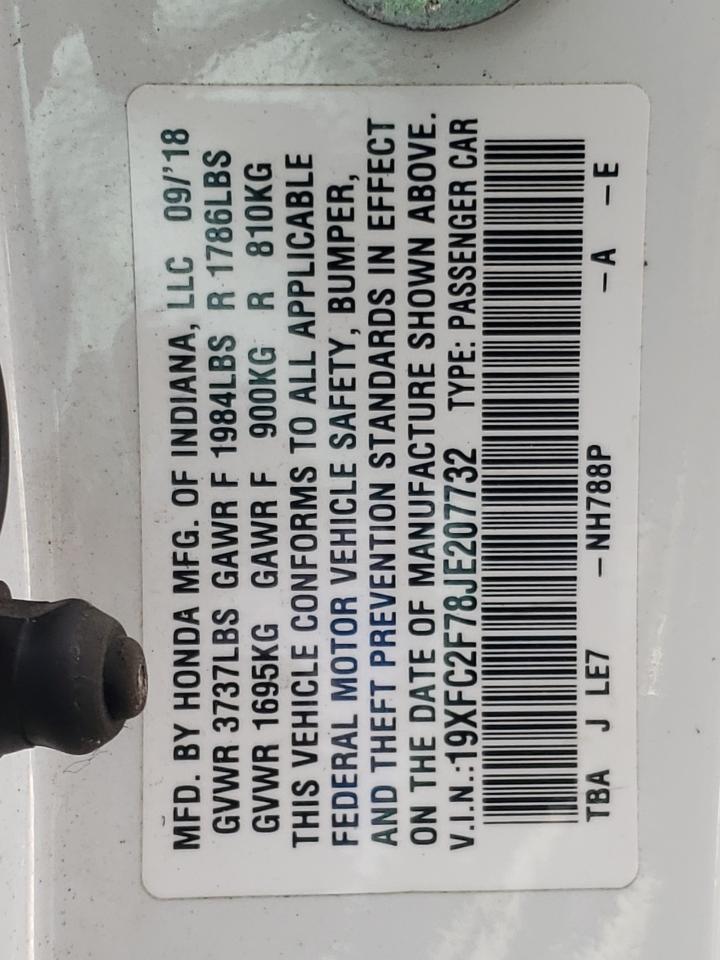 MFD. BY HONDA MFG. OF INDIANA, LLC 09/'18
GVWR 3737LBS GAWR F 1984LBS R 1786LBS
GVWR 1695KG GAWR F 900KG R 810KG
THIS VEHICLE CONFORMS TO ALL APPLICABLE
FEDERAL MOTOR VEHICLE SAFETY, BUMPER,
AND THEFT PREVENTION STANDARDS IN EFFECT
ON THE DATE OF MANUFACTURE SHOWN ABOVE.
V.I.N.:19XFC2F78JE207732 TYPE: PASSENGER CAR
TBA J LE7 –NH788P –A –E